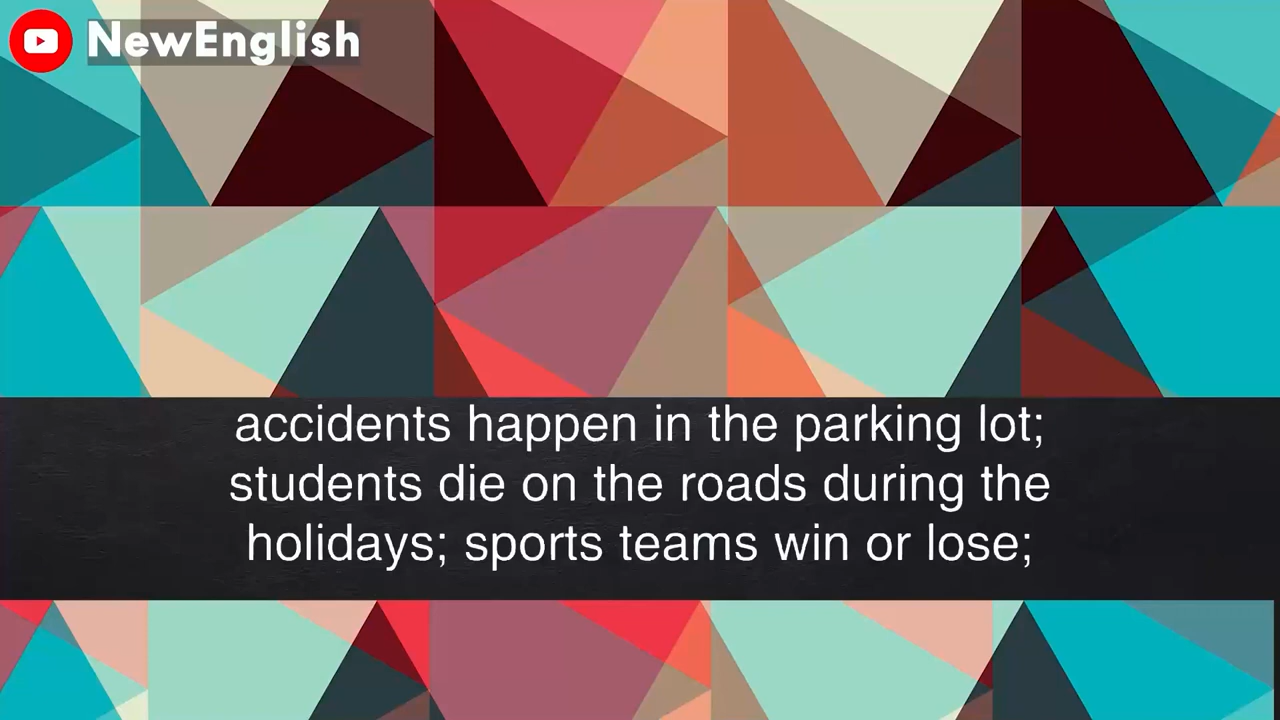 NewEnglish
accidents happen in the parking lot;
students die on the roads during the
holidays; sports teams win or lose;